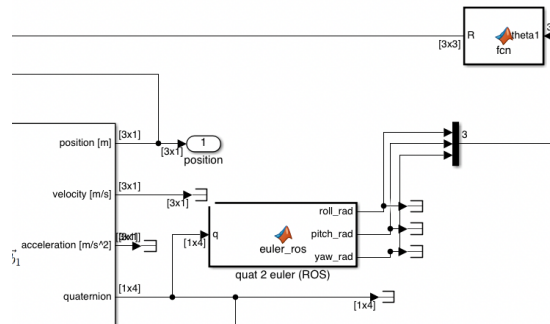 3
R
theta1
[3x3]
fcn
position [m]
[3x1]
1
[3x1]
position
3
velocity [m/s]
[3x1]
[3x1]
roll_rad
q
euler_ros
pitch_rad
[1x4]
yaw_rad
acceleration [m/s^2]
quat 2 euler (ROS)
quaternion
[1x4]
[1x4]